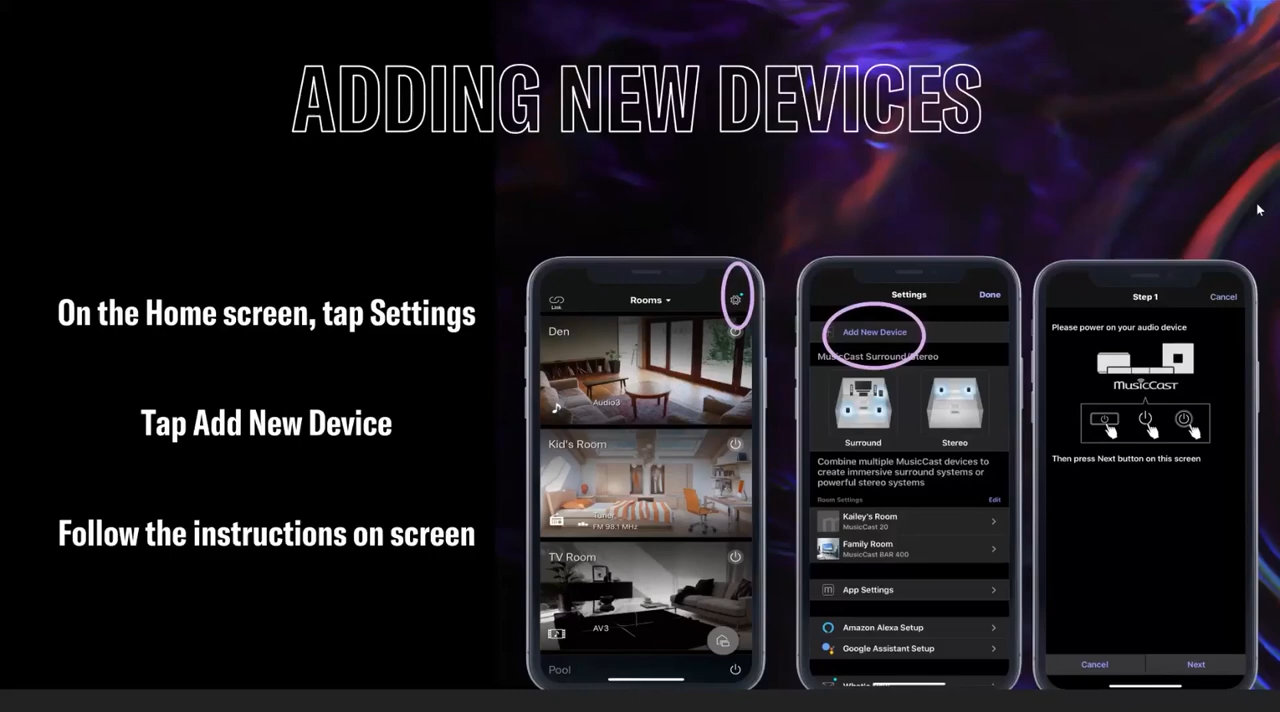 ADDING NEW DEVICES
On the Home screen, tap Settings
Tap Add New Device
Follow the instructions on screen
Link
Rooms
Den
Audio3
Kid's Room
Tuner
FM 98.1 MHz
TV Room
AV3
Pool
Settings
Done
Add New Device
MusicCast Surround/Stereo
Surround
Stereo
Combine multiple MusicCast devices to
create immersive surround systems or
powerful stereo systems
Room Settings
Edit
Kailey's Room
MusicCast 20
Family Room
MusicCast BAR 400
App Settings
Amazon Alexa Setup
Google Assistant Setup
Step 1
Cancel
Please power on your audio device
MusicCast
Then press Next button on this screen
Cancel
Next